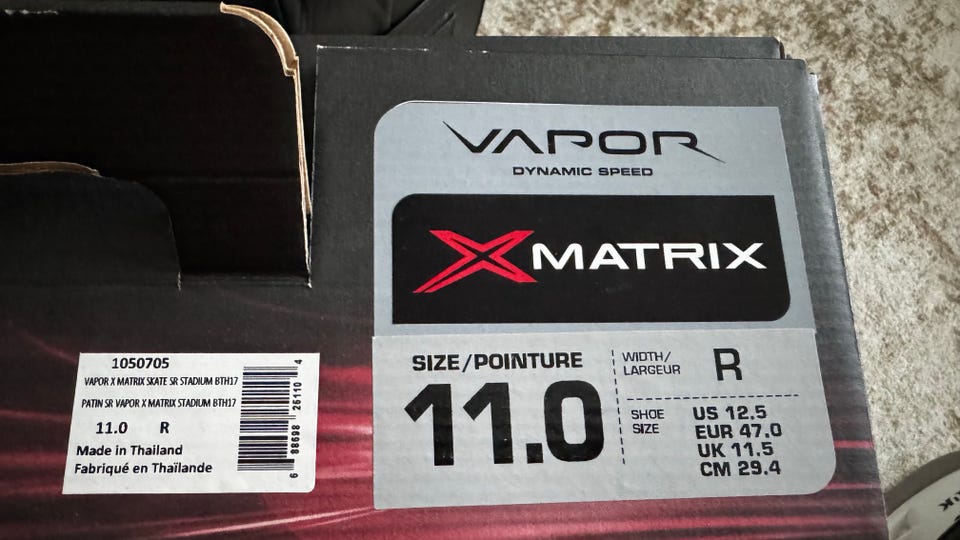 VAPOR
DYNAMIC SPEED
X MATRIX
SIZE/POINTURE
11.0
WIDTH/
LARGEUR
R
SHOE
SIZE
US 12.5
EUR 47.0
UK 11.5
CM 29.4
1050705
VAPOR X MATRIX SKATE SR STADIUM BTH17
PATIN SR VAPOR X MATRIX STADIUM BTH17
11.0 R
Made in Thailand
Fabriqué en Thaïlande
6 88698 26110 4